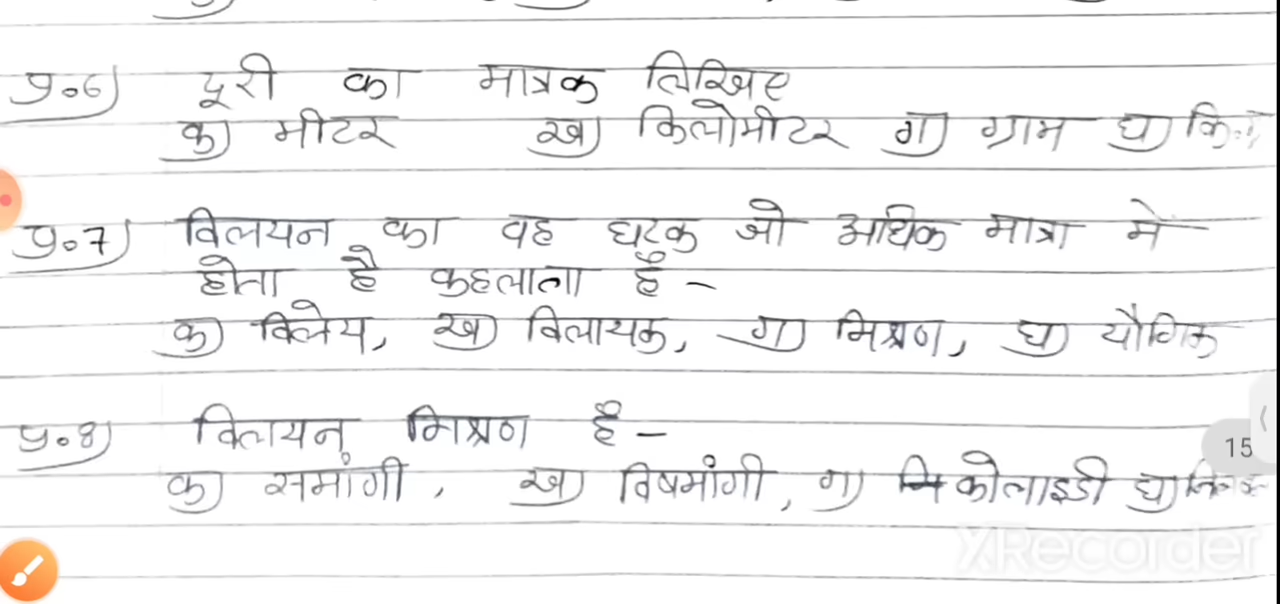 प्र०6) दूरी का मात्रक लिखिए
क) मीटर ख) किलोमीटर ग) ग्राम घ)
प्र०7) विलयन का वह घटक जो अधिक मात्रा मे
होता है कहलाता है -
क) विलेय, ख) विलायक, ग) मिश्रण, घ) यौगिक
प्र०8) विलयन मिश्रण है -
क) समांगी, ख) विषमांगी, ग) कोलाइडी घ)
15
XRecorder